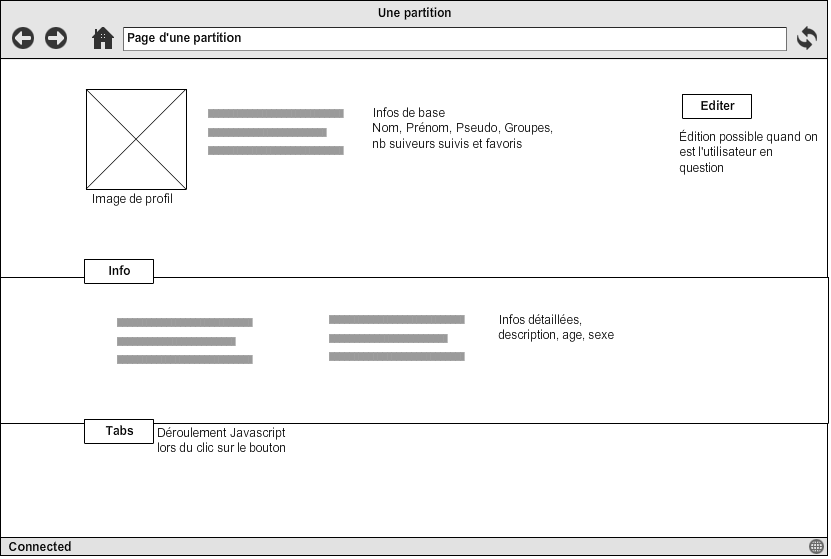 Une partition
Page d'une partition
Infos de base
Nom, Prénom, Pseudo, Groupes,
nb suiveurs suivis et favoris
Editer
Édition possible quand on
est l'utilisateur en
question
Image de profil
Info
Infos détaillées,
description, age, sexe
Tabs
Déroulement Javascript
lors du clic sur le bouton
Connected